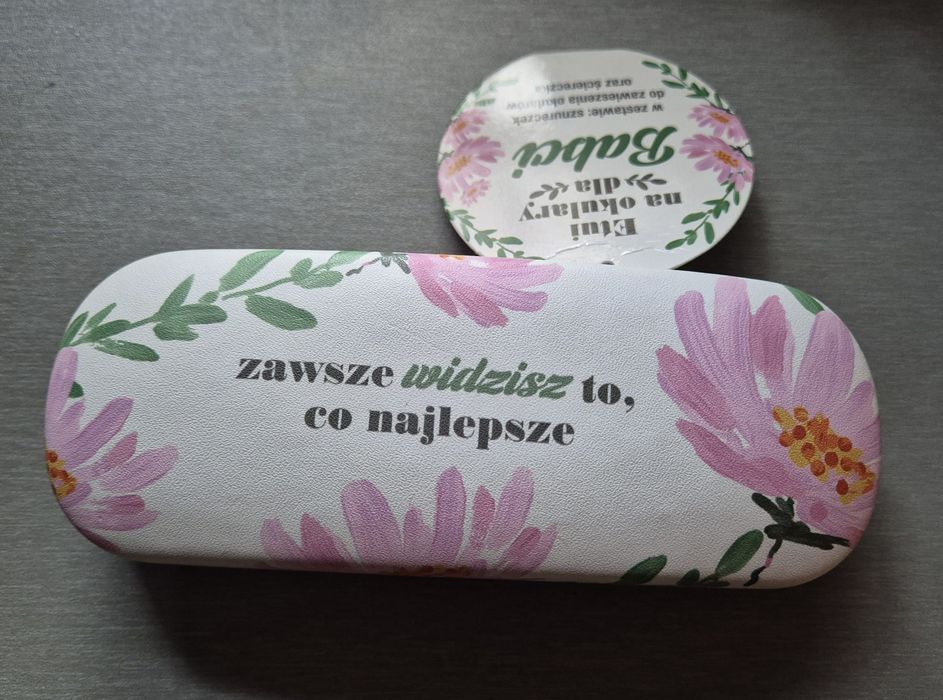 Etui
na okulary
dla
Babci
w zestawie: sznureczek
do zawieszenia okularów
oraz ściereczka
zawsze widzisz to,
co najlepsze